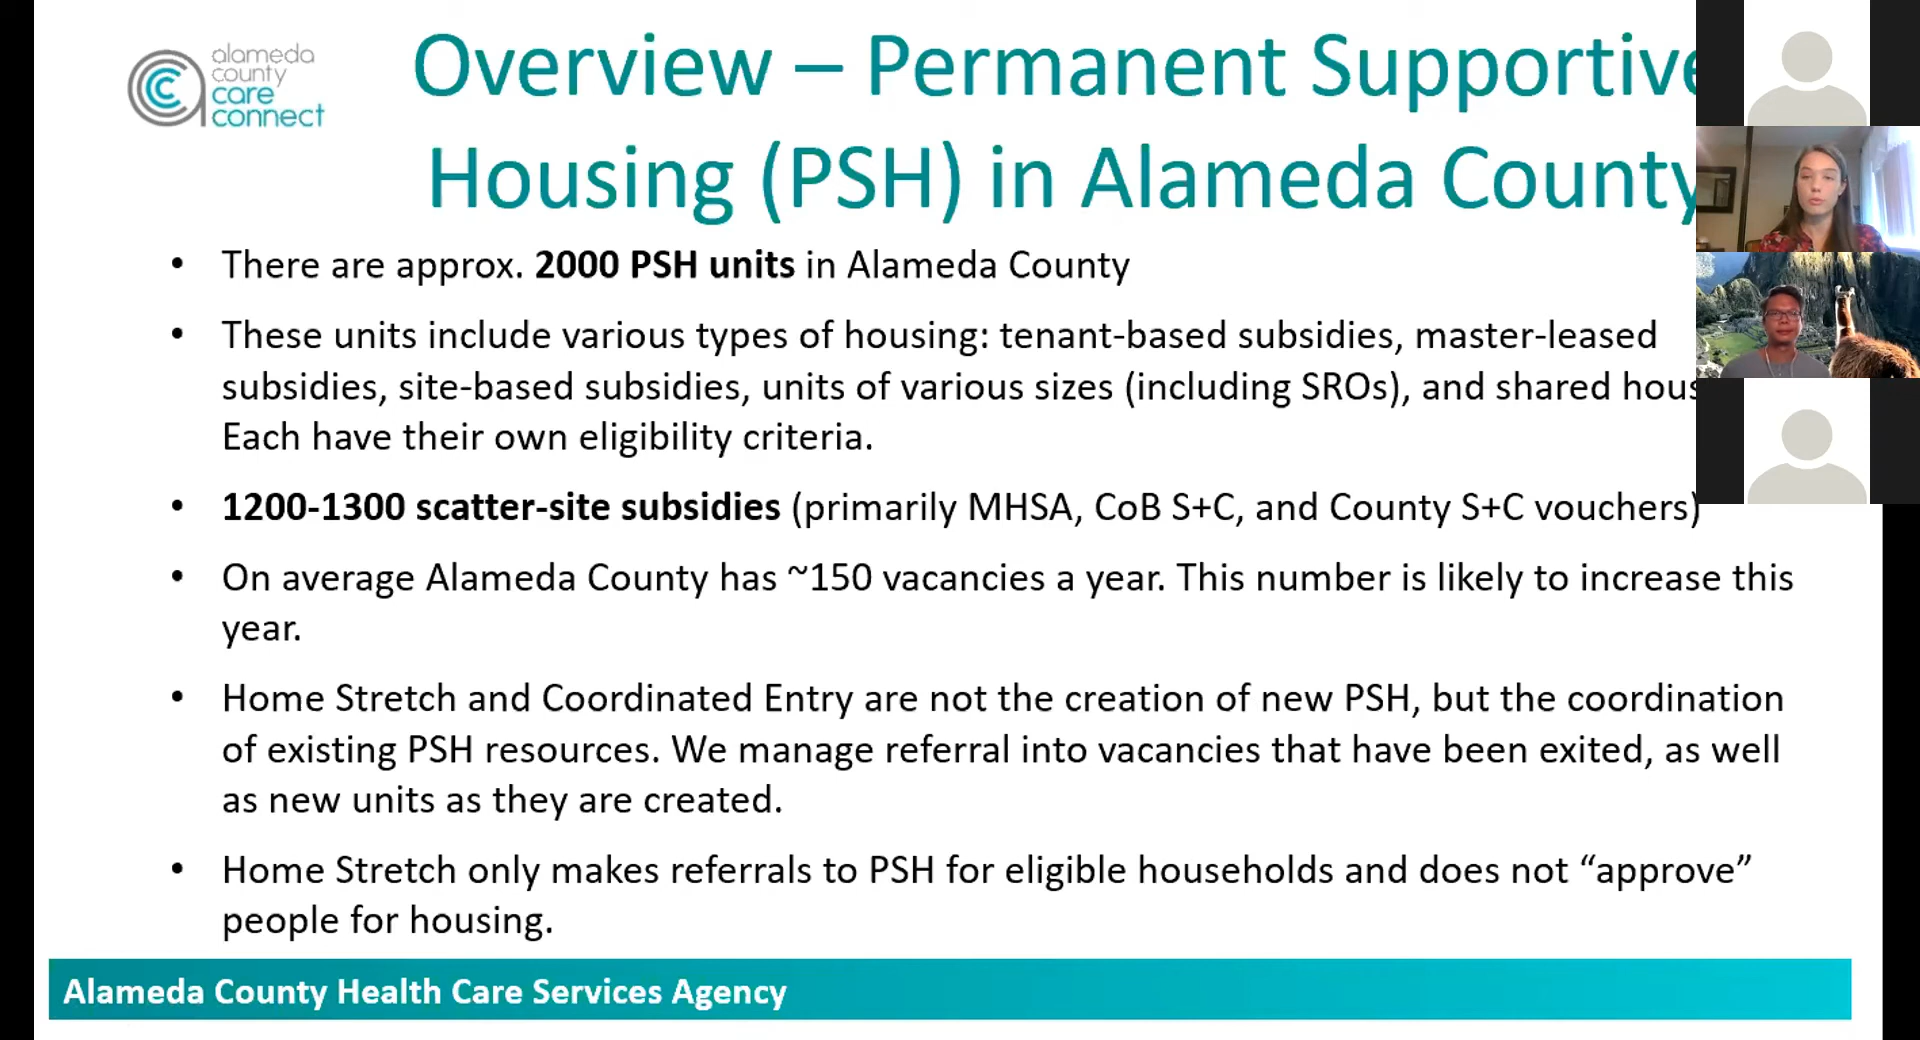 alameda
county
care
connect
Overview – Permanent Supportive
Housing (PSH) in Alameda County
• There are approx. 2000 PSH units in Alameda County
• These units include various types of housing: tenant-based subsidies, master-leased
subsidies, site-based subsidies, units of various sizes (including SROs), and shared
Each have their own eligibility criteria.
• 1200-1300 scatter-site subsidies (primarily MHSA, CoB S+C, and County S+C vouchers)
• On average Alameda County has ~150 vacancies a year. This number is likely to increase this
year.
• Home Stretch and Coordinated Entry are not the creation of new PSH, but the coordination
of existing PSH resources. We manage referral into vacancies that have been exited, as well
as new units as they are created.
• Home Stretch only makes referrals to PSH for eligible households and does not “approve”
people for housing.
Alameda County Health Care Services Agency